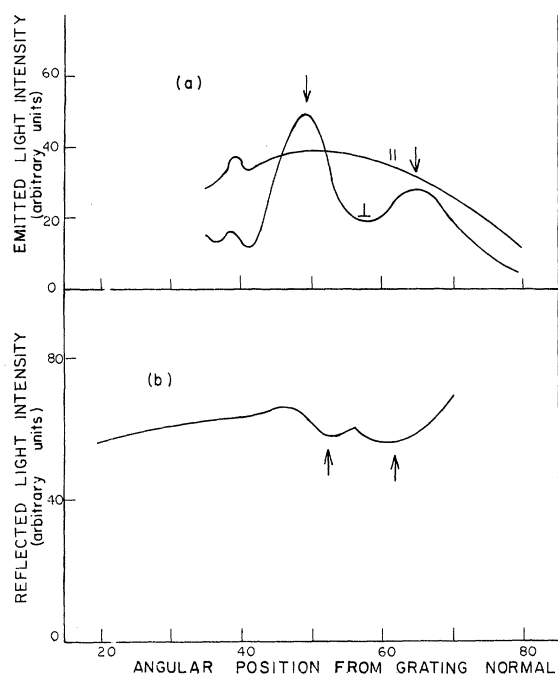 EMITTED LIGHT INTENSITY
(arbitrary units)
60
40
20
0
(a)
||
⊥
REFLECTED LIGHT INTENSITY
(arbitrary units)
80
40
0
(b)
20
40
60
80
ANGULAR POSITION FROM GRATING NORMAL